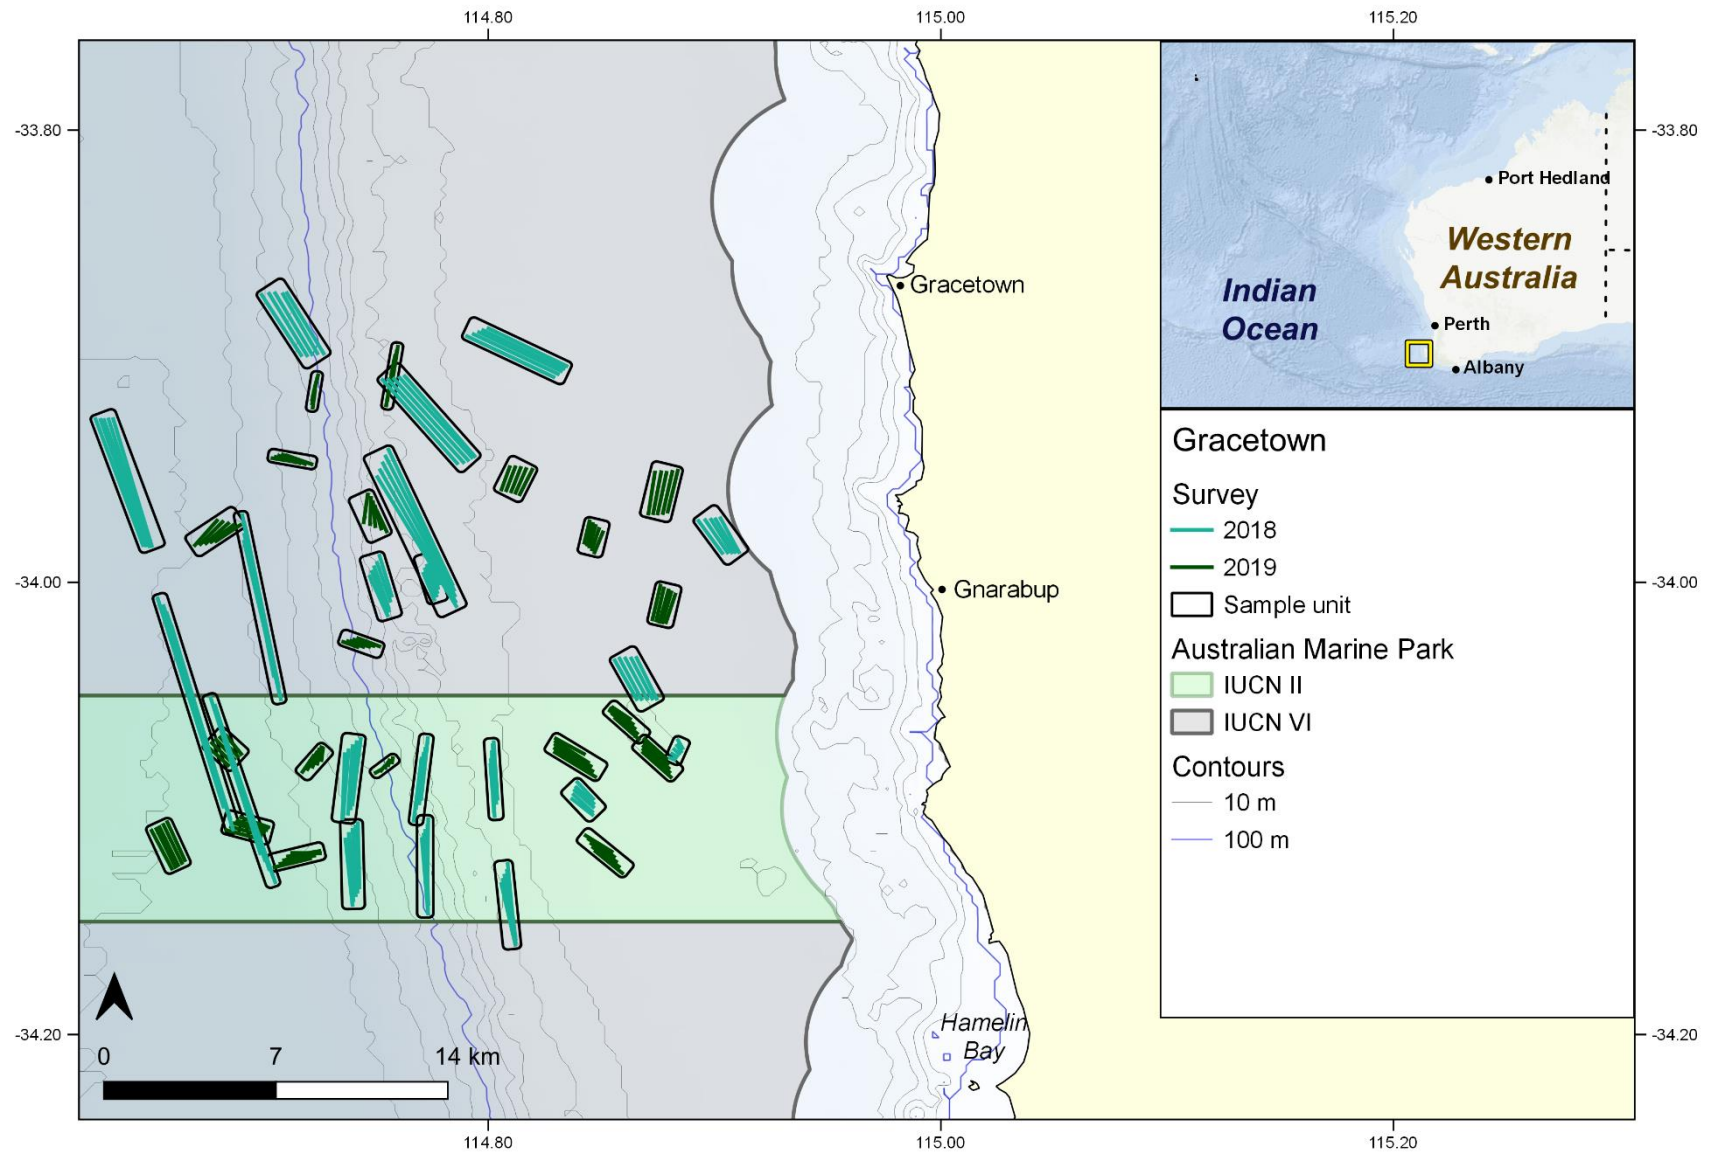 114.80
115.00
115.20
-33.80
-33.80
Port Hedland
Western
Australia
Indian
Ocean
Perth
Albany
Gracetown
Gracetown
Survey
2018
2019
-34.00
Gnarabup
-34.00
Sample unit
Australian Marine Park
IUCN II
IUCN VI
Contours
10 m
100 m
Hamelin
Bay
-34.20
-34.20
0
7
14 km
114.80
115.00
115.20